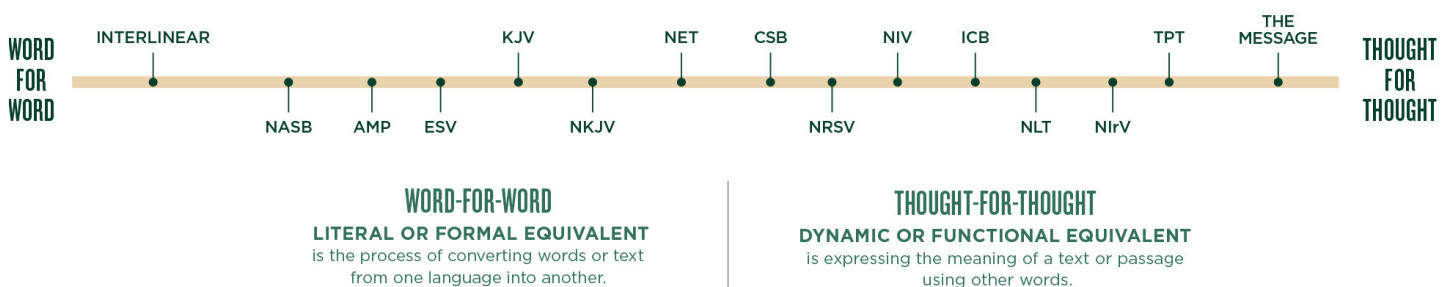 WORD
FOR
WORD
INTERLINEAR
NASB
AMP
ESV
KJV
NKJV
NET
CSB
NRSV
NIV
ICB
NLT
NIrV
TPT
THE
MESSAGE
THOUGHT
FOR
THOUGHT
WORD-FOR-WORD
LITERAL OR FORMAL EQUIVALENT
is the process of converting words or text
from one language into another.
THOUGHT-FOR-THOUGHT
DYNAMIC OR FUNCTIONAL EQUIVALENT
is expressing the meaning of a text or passage
using other words.